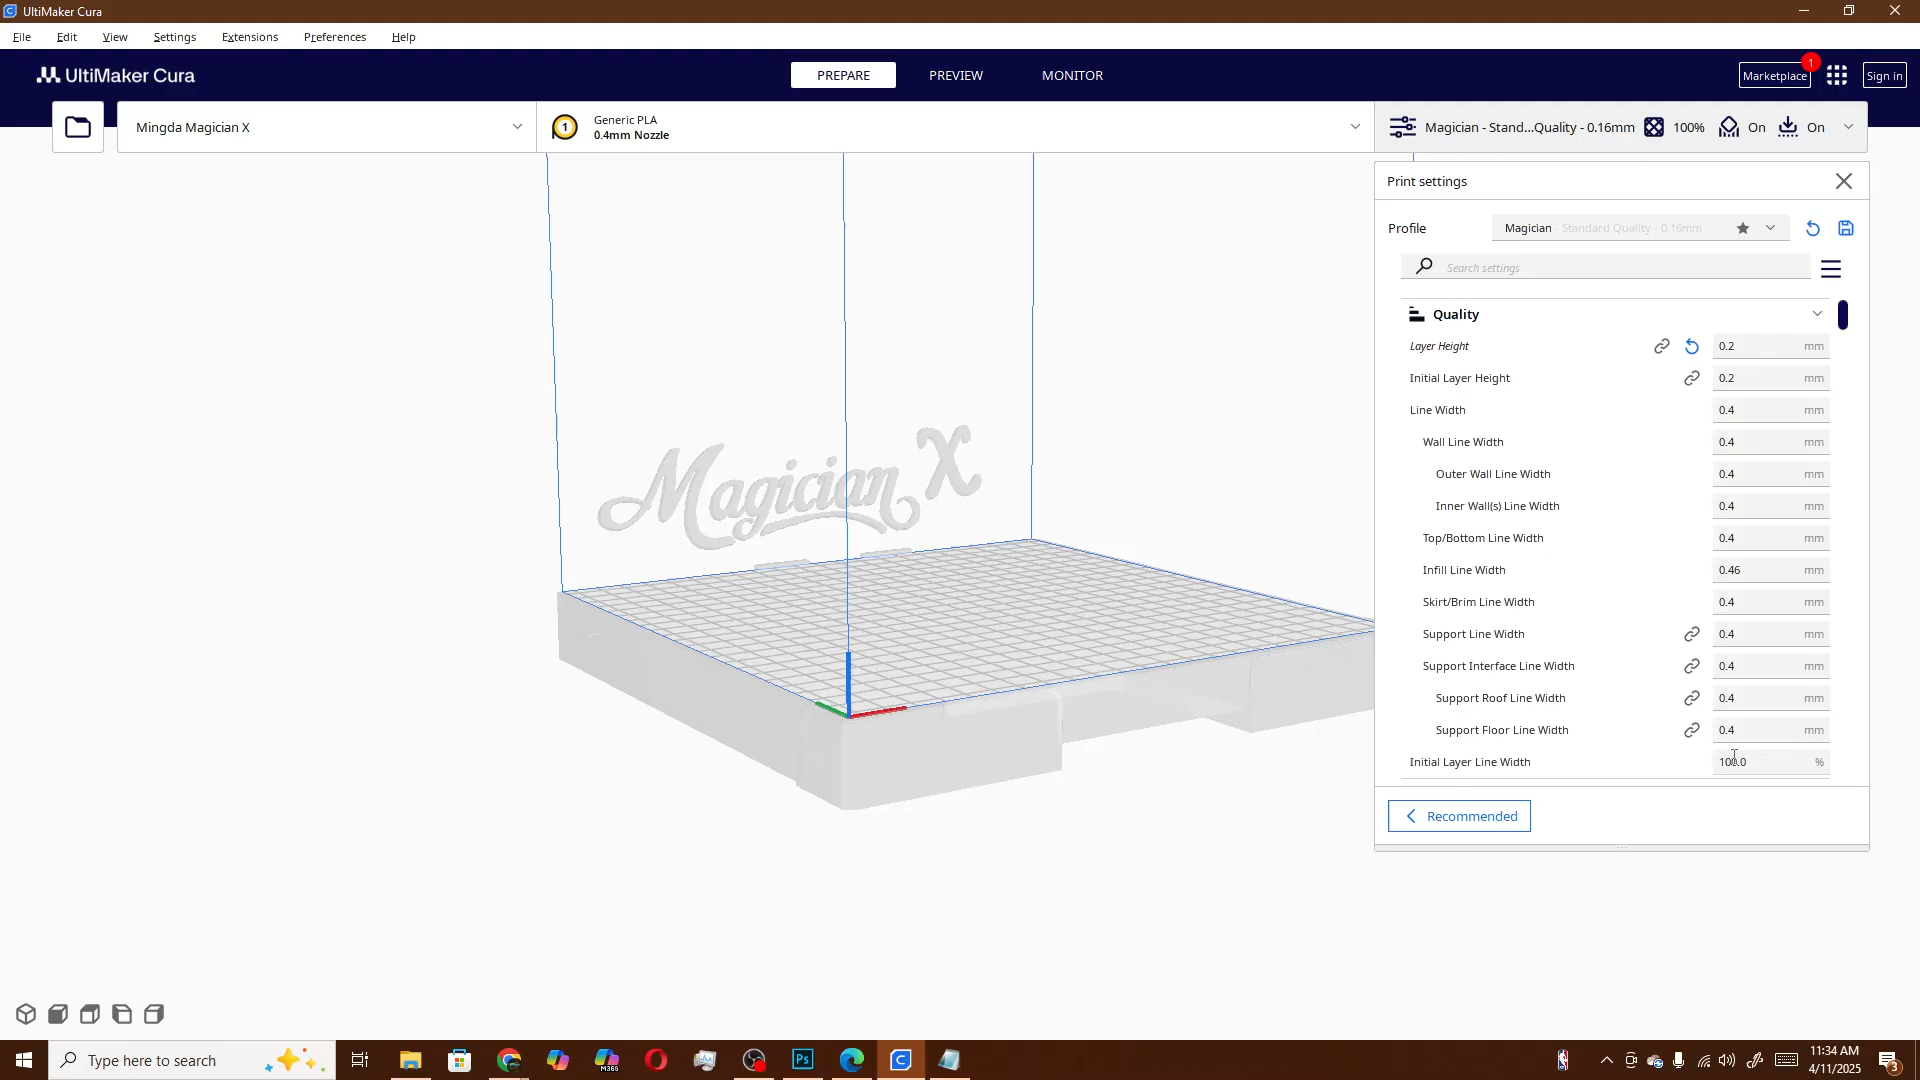 UltiMaker Cura
File Edit View Settings Extensions Preferences Help
UltiMaker Cura
PREPARE PREVIEW MONITOR
Marketplace 1 Sign in
Mingda Magician X
1 Generic PLA
0.4mm Nozzle
Magician - Stand...Quality - 0.16mm 100% On On
Print settings
Profile Magician - Standard Quality - 0.16mm
Search settings
Quality
Layer Height 0.2 mm
Initial Layer Height 0.2 mm
Line Width 0.4 mm
Wall Line Width 0.4 mm
Outer Wall Line Width 0.4 mm
Inner Wall(s) Line Width 0.4 mm
Top/Bottom Line Width 0.4 mm
Infill Line Width 0.46 mm
Skirt/Brim Line Width 0.4 mm
Support Line Width 0.4 mm
Support Interface Line Width 0.4 mm
Support Roof Line Width 0.4 mm
Support Floor Line Width 0.4 mm
Initial Layer Line Width 100.0 %
Recommended
Magician X
Type here to search
M365
Ps
11:34 AM
4/11/2025
3